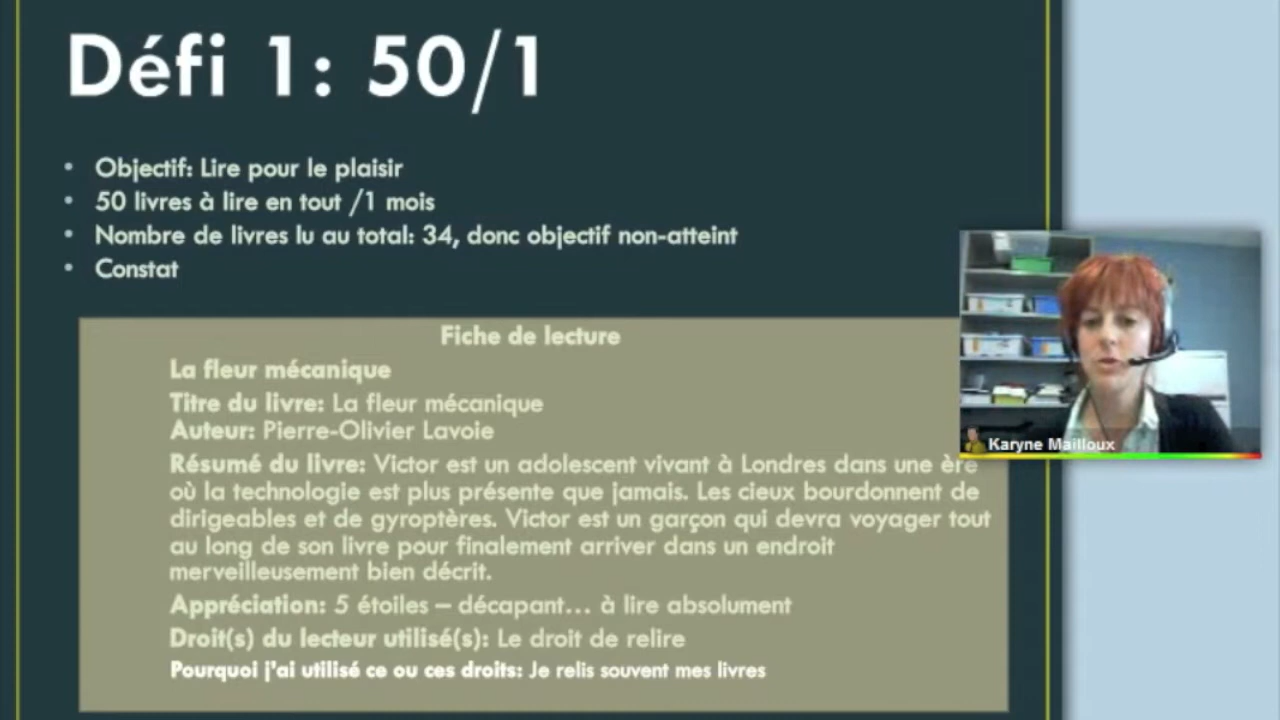 Défi 1: 50/1
• Objectif: Lire pour le plaisir
• 50 livres à lire en tout /1 mois
• Nombre de livres lu au total: 34, donc objectif non-atteint
• Constat
Fiche de lecture
La fleur mécanique
Titre du livre: La fleur mécanique
Auteur: Pierre-Olivier Lavoie
Résumé du livre: Victor est un adolescent vivant à Londres dans une ère
où la technologie est plus présente que jamais. Les cieux bourdonnent de
dirigeables et de gyroptères. Victor est un garçon qui devra voyager tout
au long de son livre pour finalement arriver dans un endroit
merveilleusement bien décrit.
Appréciation: 5 étoiles – décapant... à lire absolument
Droit(s) du lecteur utilisé(s): Le droit de relire
Pourquoi j'ai utilisé ce ou ces droits: Je relis souvent mes livres
Karyne Mailloux